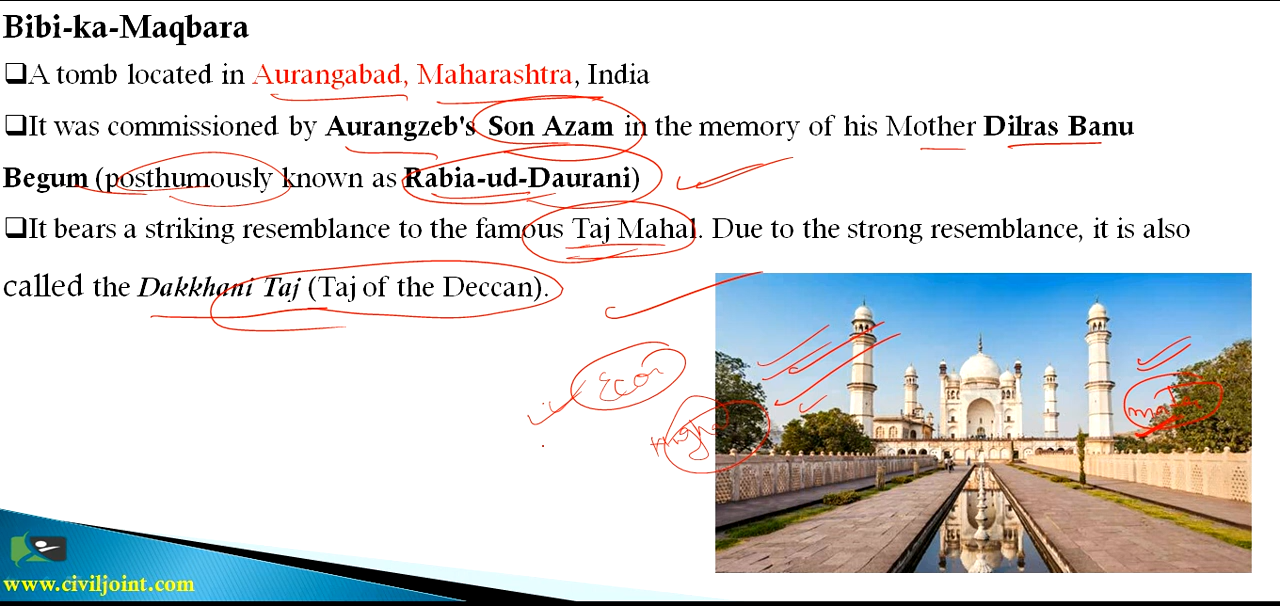 Bibi-ka-Maqbara
❑A tomb located in Aurangabad, Maharashtra, India
❑It was commissioned by Aurangzeb's Son Azam in the memory of his Mother Dilras Banu
Begum (posthumously known as Rabia-ud-Daurani)
❑It bears a striking resemblance to the famous Taj Mahal. Due to the strong resemblance, it is also
called the Dakkhani Taj (Taj of the Deccan).
www.civiljoint.com